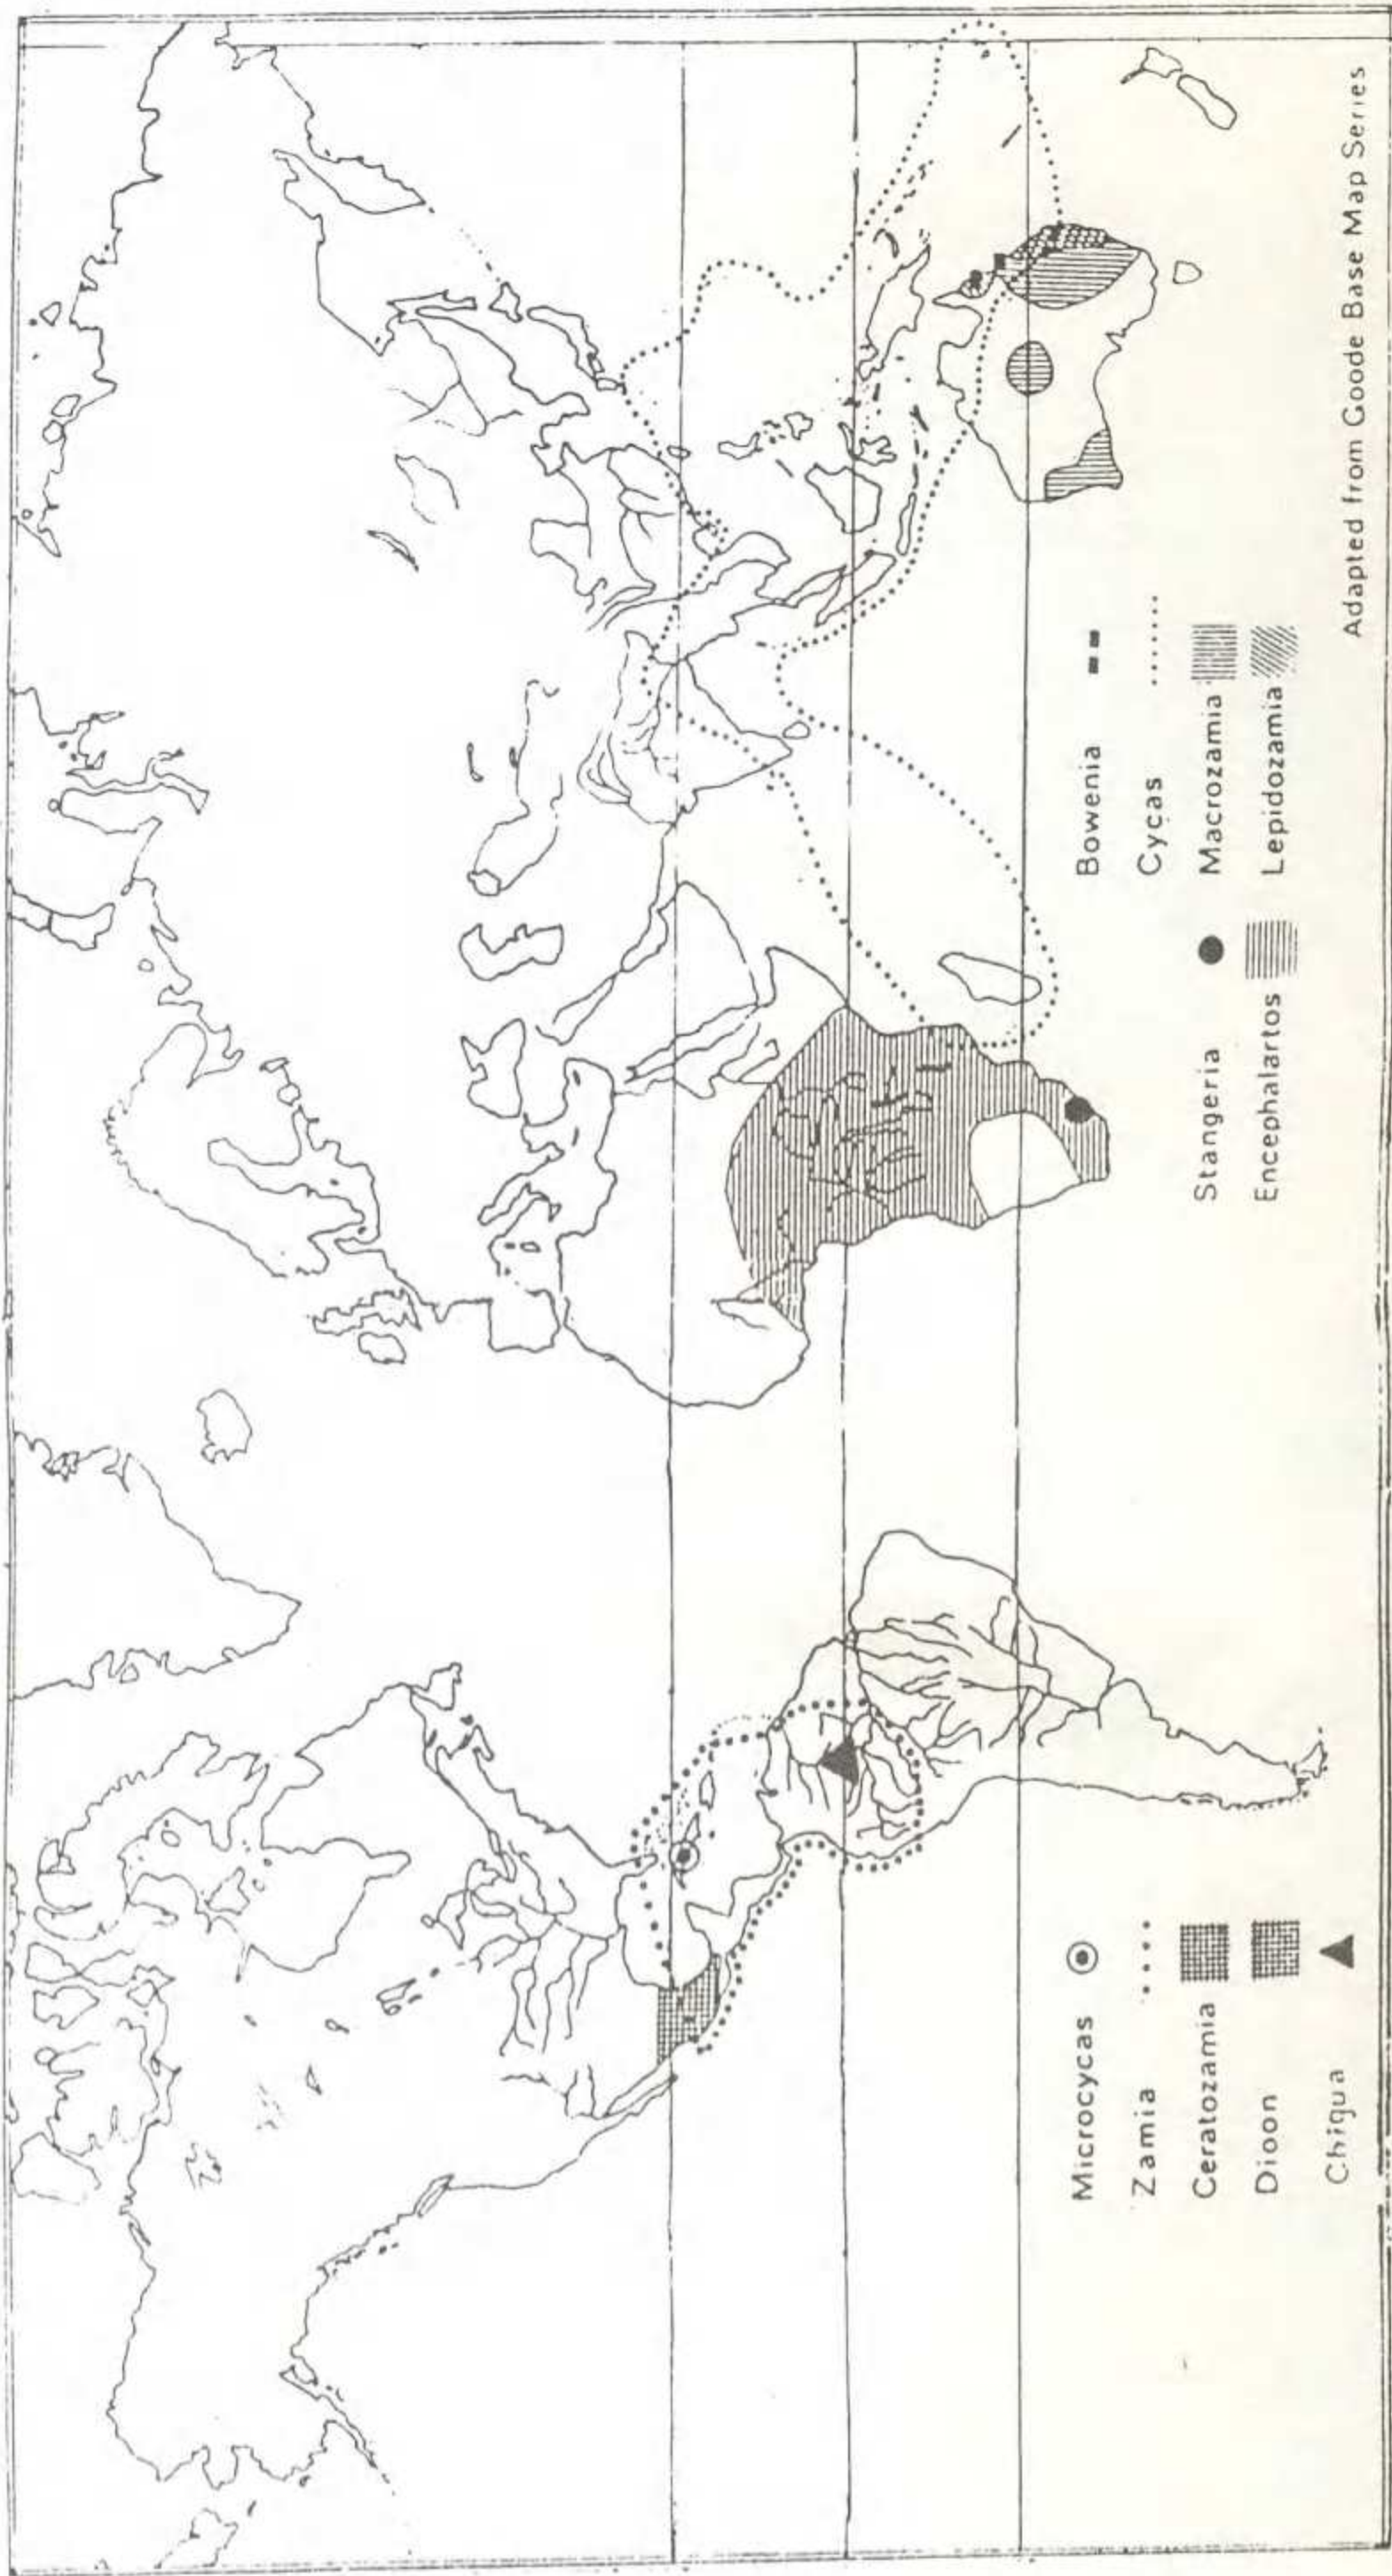 Microcycas
Zamia
Ceratozamia
Dioon
Chigua
Stangeria
Encephalartos
Bowenia
Cycas
Macrozamia
Lepidozamia
Adapted from Goode Base Map Series